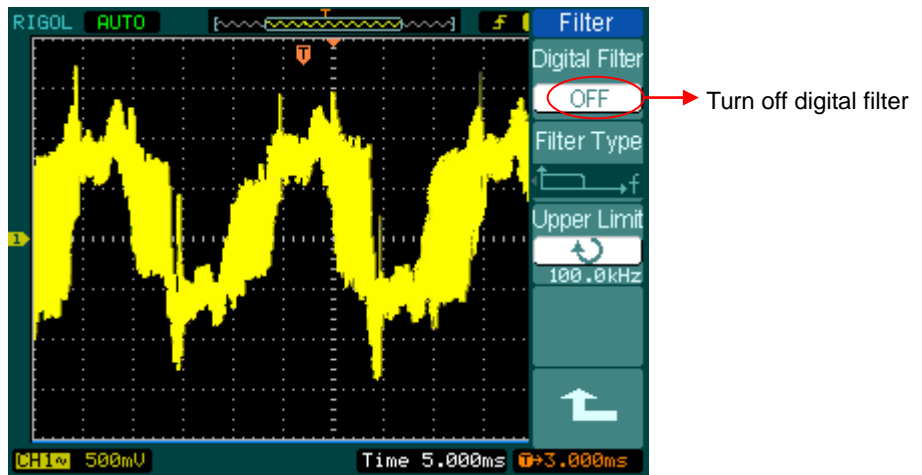 RIGOL AUTO
T
Filter
Digital Filter
OFF
Turn off digital filter
T
Filter Type
f
Upper Limit
1
100.0kHz
CH1~ 500mV Time 5.000ms T→3.000ms